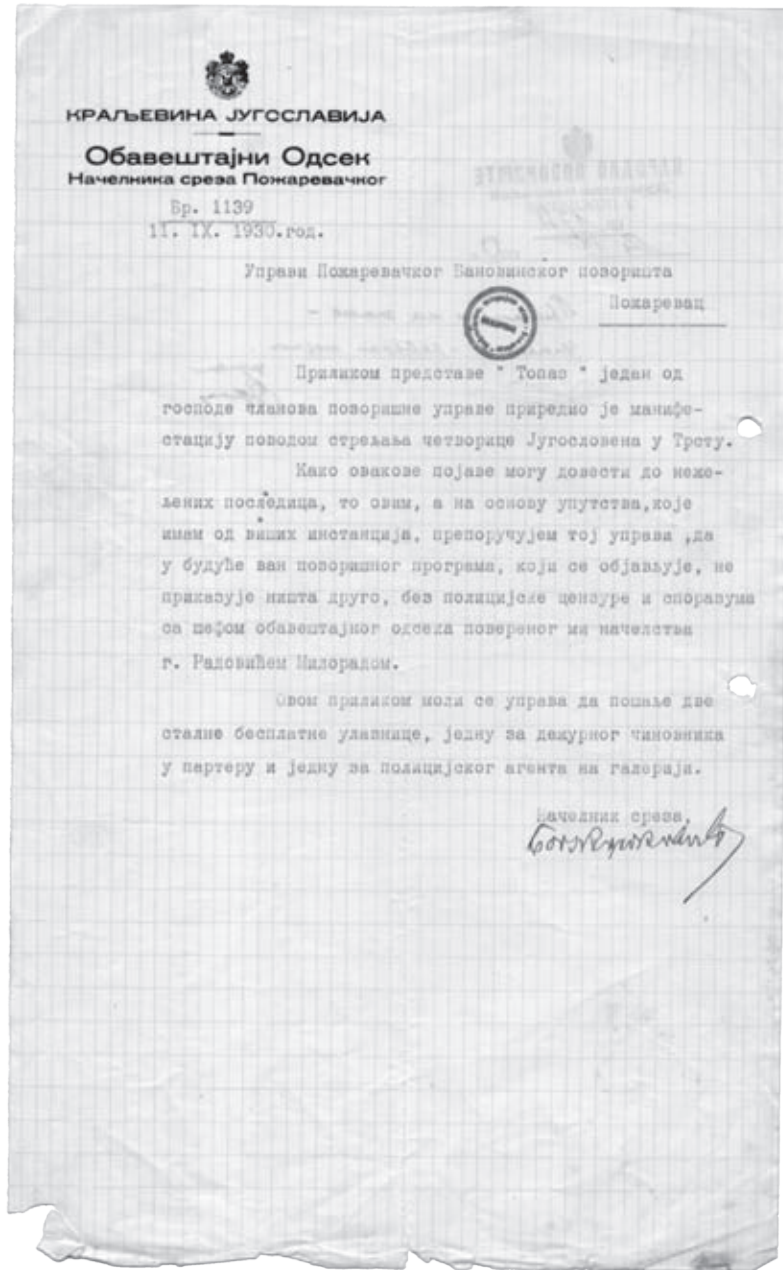 КРАЉЕВИНА ЈУГОСЛАВИЈА
Обавештајни Одсек
Начелника среза Пожаревачког
Бр. 1139
11. IX. 1930.год.
Управи Пожаревачког Бановинског позоришта
Пожаревац
Приликом представе " Топаз " један од
господе чланова позоришне управе приредио је манифе-
стацију поводом стрељања четворице Југословена у Трсту.
Како овакове појаве могу довести до неже-
љених последица, то овим, а на основу упутства,које
имам од виших инстанција, препоручујем тој управи ,да
у будуће ван позоришног програма, који се објављује, не
приказује ништа друго, без полицијске цензуре и споразума
са шефом обавештајног одсека повереног ми начелства
г. Радовићем Милорадом.
Овом приликом моли се управа да пошаље две
сталне бесплатне улазнице, једну за дежурног чиновника
у партеру и једну за полицијског агента на галерији.
Начелник среза,